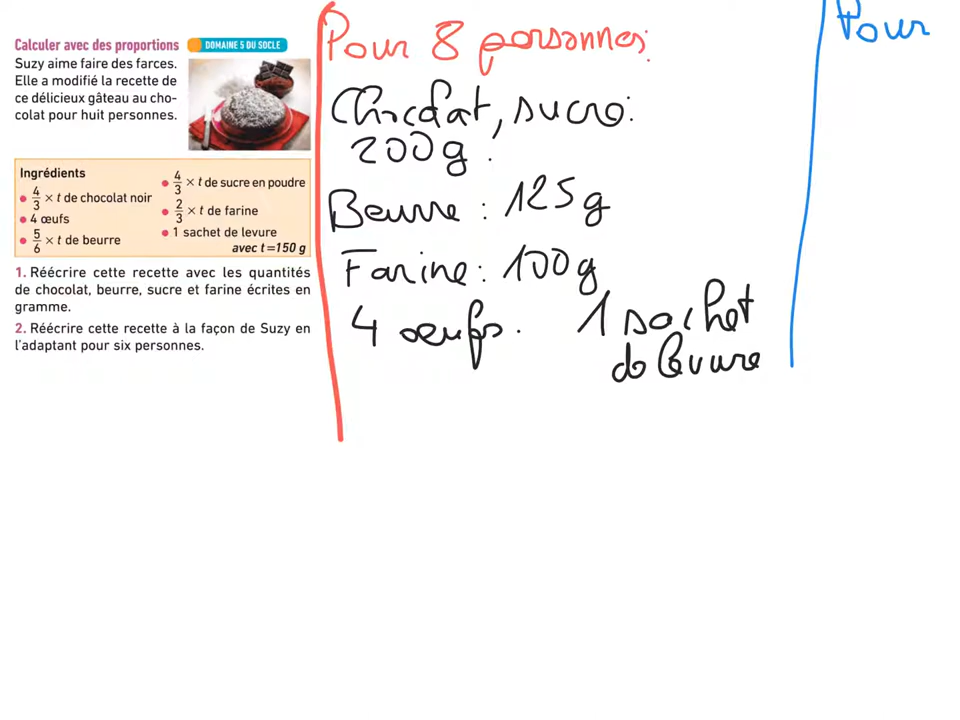 Calculer avec des proportions DOMAINE 5 DU SOCLE
Suzy aime faire des farces.
Elle a modifié la recette de
ce délicieux gâteau au cho-
colat pour huit personnes.
Ingrédients
• 4/3 × t de chocolat noir
• 4 œufs
• 5/6 × t de beurre
• 4/3 × t de sucre en poudre
• 2/3 × t de farine
• 1 sachet de levure
avec t = 150 g
1. Réécrire cette recette avec les quantités
de chocolat, beurre, sucre et farine écrites en
gramme.
2. Réécrire cette recette à la façon de Suzy en
l'adaptant pour six personnes.
Pour 8 personnes:
Chocolat, sucre:
200g.
Beurre : 125g
Farine : 100g
4 oeufs. 1 sachet
de levure
Pour